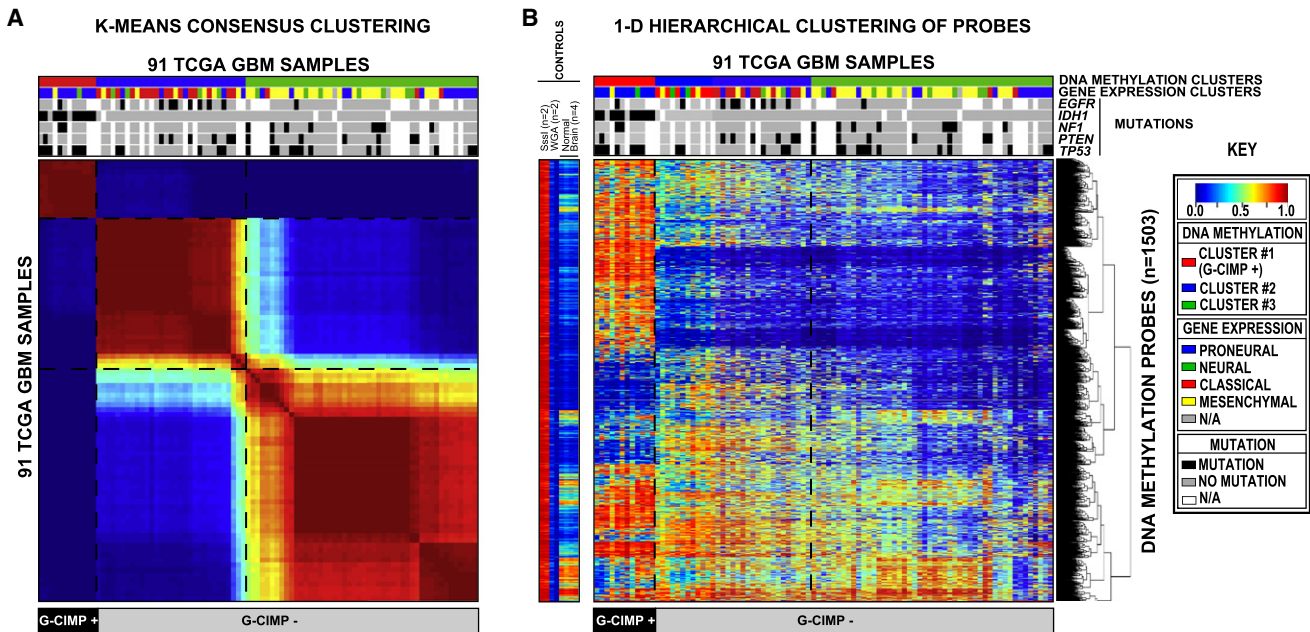 A
K-MEANS CONSENSUS CLUSTERING
91 TCGA GBM SAMPLES
91 TCGA GBM SAMPLES
G-CIMP +
G-CIMP -
B
1-D HIERARCHICAL CLUSTERING OF PROBES
CONTROLS
91 TCGA GBM SAMPLES
SssI (n=2)
WGA (n=2)
Normal
Brain (n=4)
DNA METHYLATION CLUSTERS
GENE EXPRESSION CLUSTERS
EGFR
IDH1
NF1
PTEN
TP53
MUTATIONS
DNA METHYLATION PROBES (n=1503)
G-CIMP +
G-CIMP -
KEY
0.0 0.5 1.0
DNA METHYLATION
CLUSTER #1
(G-CIMP +)
CLUSTER #2
CLUSTER #3
GENE EXPRESSION
PRONEURAL
NEURAL
CLASSICAL
MESENCHYMAL
N/A
MUTATION
MUTATION
NO MUTATION
N/A